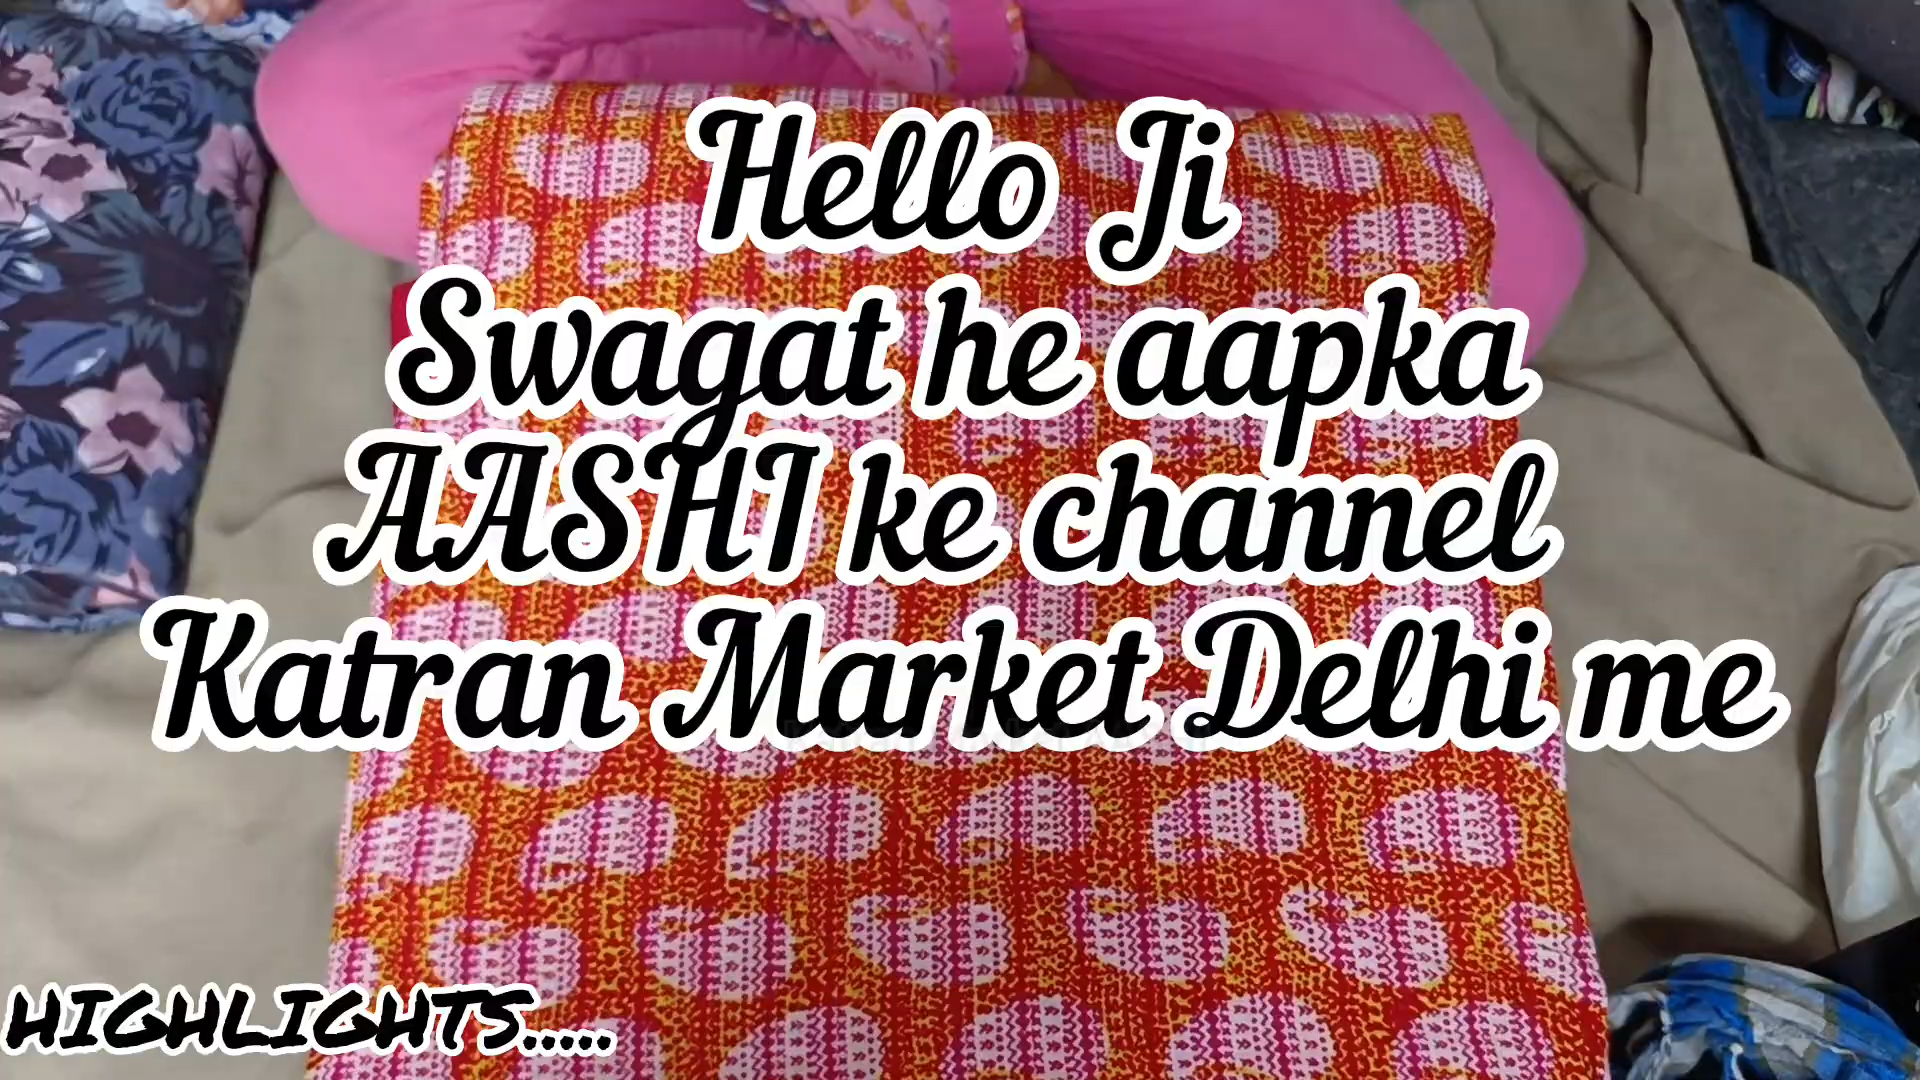 Hello Ji
Swagat he aapka
AASHI ke channel
Katran Market Delhi me
HIGHLIGHTS.....